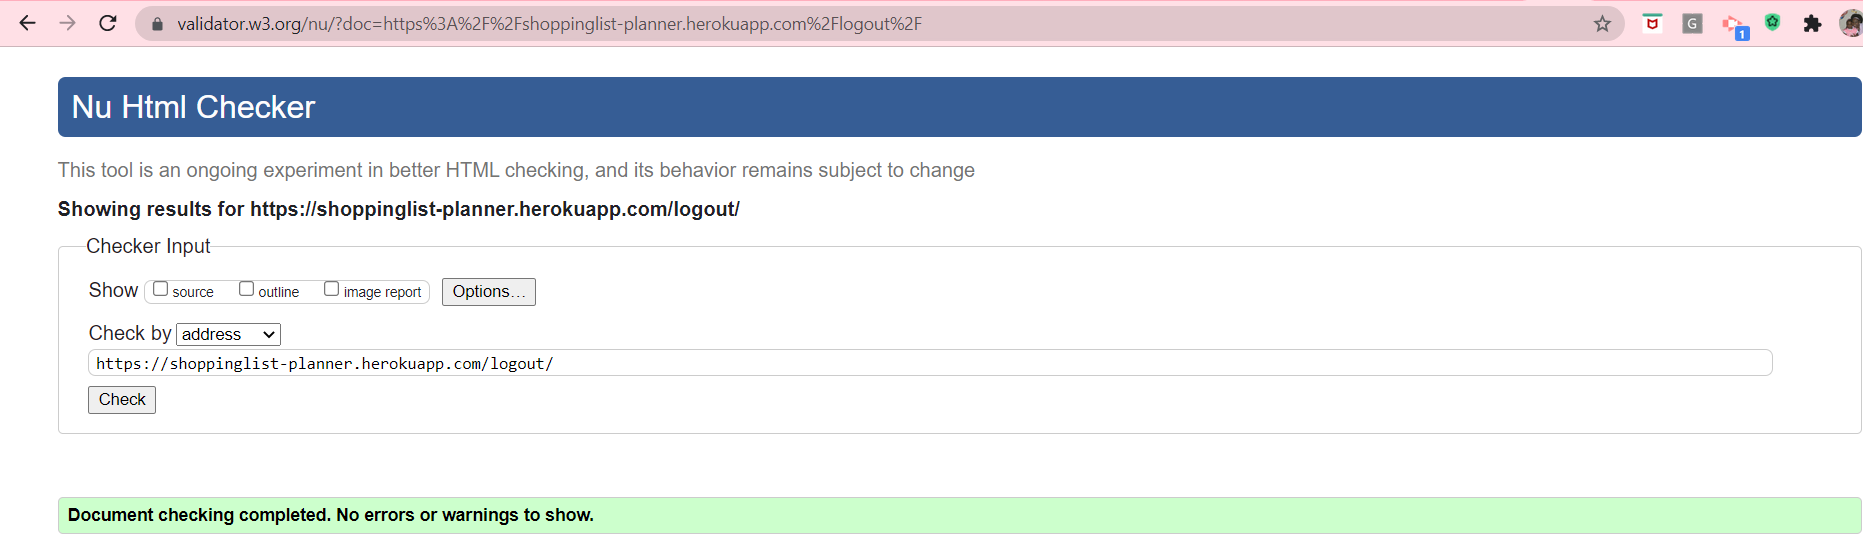 validator.w3.org/nu/?doc=https%3A%2F%2Fshoppinglist-planner.herokuapp.com%2Flogout%2F
G
1
Nu Html Checker
This tool is an ongoing experiment in better HTML checking, and its behavior remains subject to change
Showing results for https://shoppinglist-planner.herokuapp.com/logout/
Checker Input
Show source outline image report Options...
Check by address
https://shoppinglist-planner.herokuapp.com/logout/
Check
Document checking completed. No errors or warnings to show.